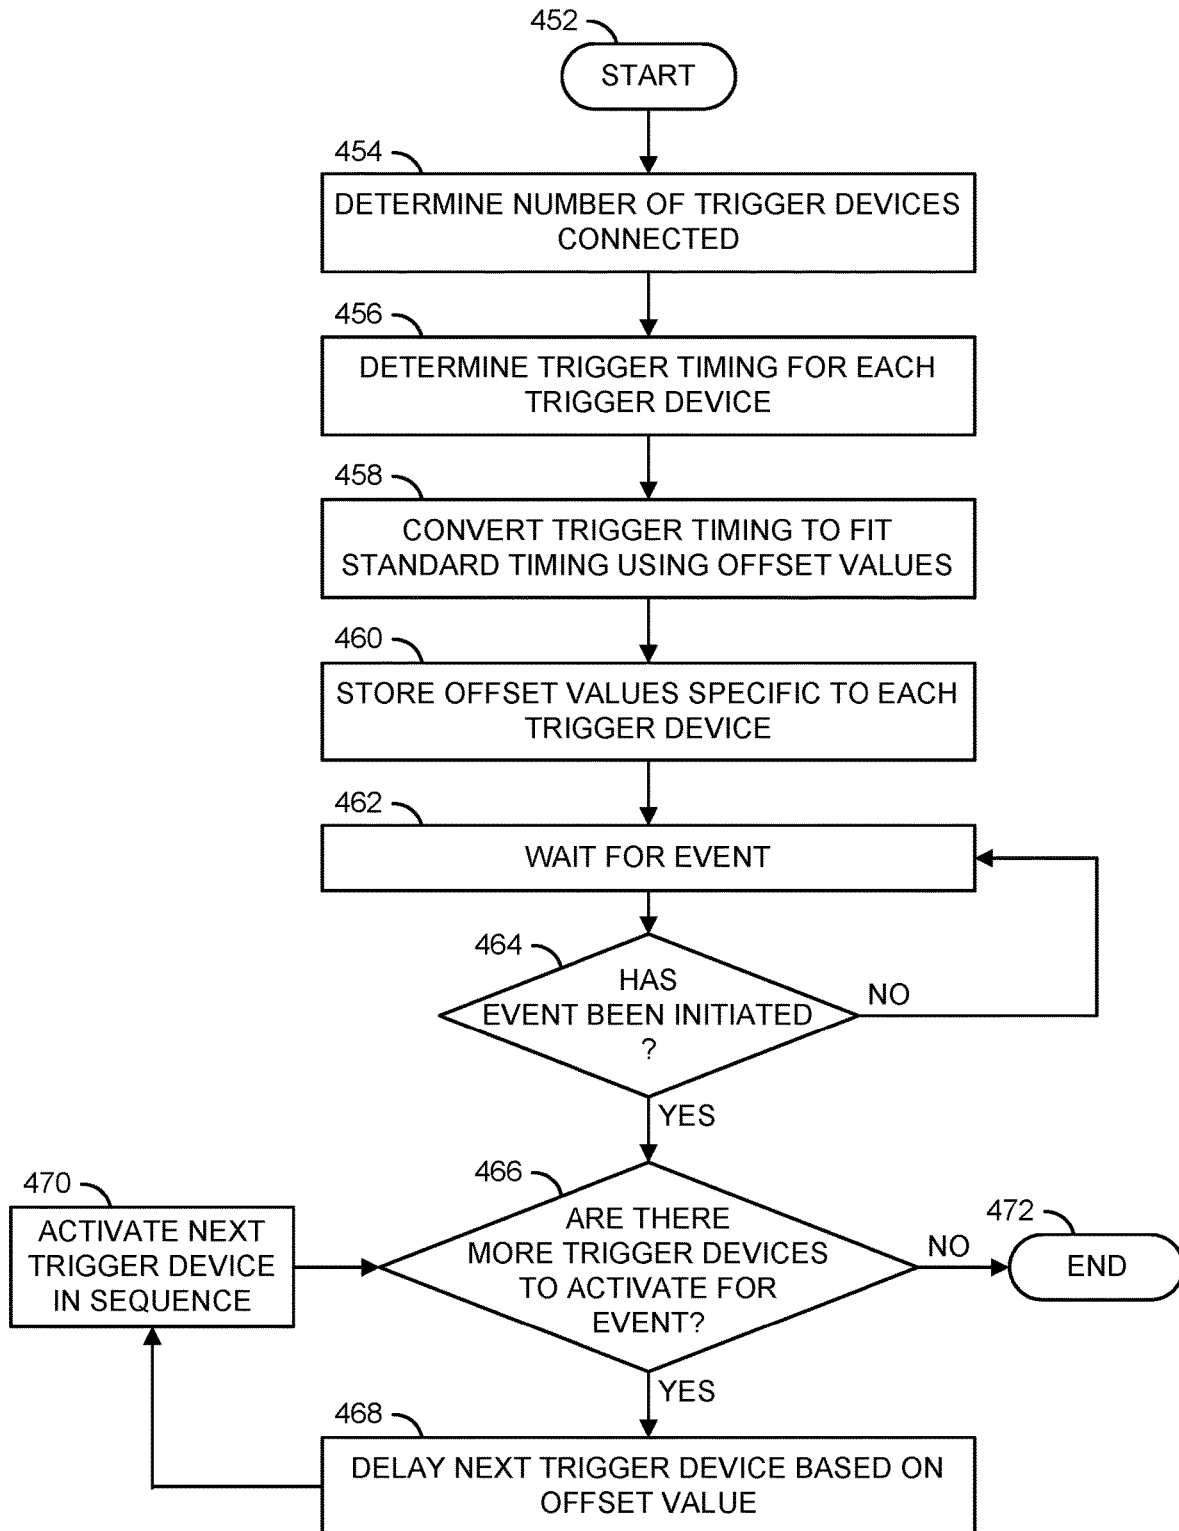 452
START
454
DETERMINE NUMBER OF TRIGGER DEVICES
CONNECTED
456
DETERMINE TRIGGER TIMING FOR EACH
TRIGGER DEVICE
458
CONVERT TRIGGER TIMING TO FIT
STANDARD TIMING USING OFFSET VALUES
460
STORE OFFSET VALUES SPECIFIC TO EACH
TRIGGER DEVICE
462
WAIT FOR EVENT
464
HAS
EVENT BEEN INITIATED
?
NO
YES
466
ARE THERE
MORE TRIGGER DEVICES
TO ACTIVATE FOR
EVENT?
NO
472
END
YES
468
DELAY NEXT TRIGGER DEVICE BASED ON
OFFSET VALUE
470
ACTIVATE NEXT
TRIGGER DEVICE
IN SEQUENCE